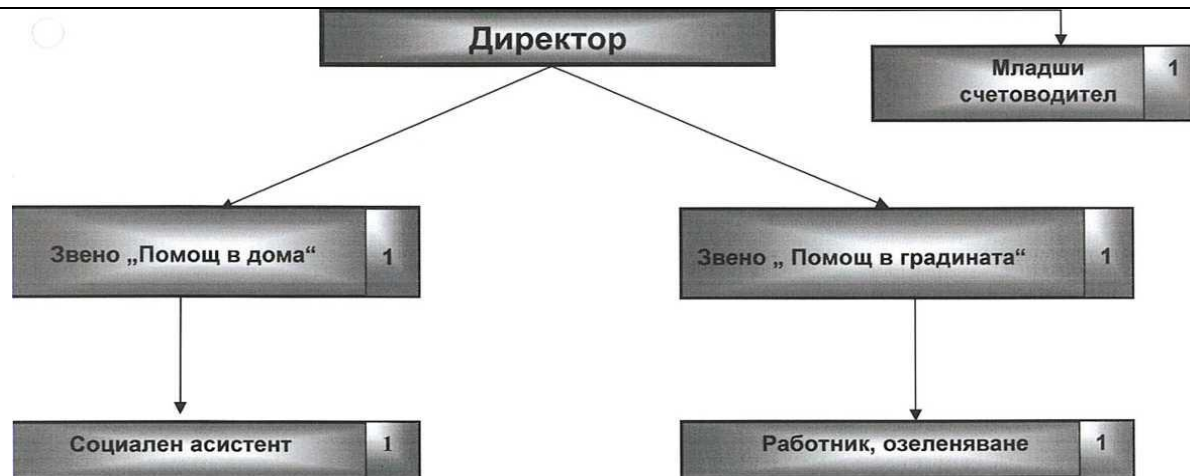 Директор
Младши
счетоводител
1
Звено „Помощ в дома“
1
Звено „ Помощ в градината“
1
Социален асистент
1
Работник, озеленяване
1